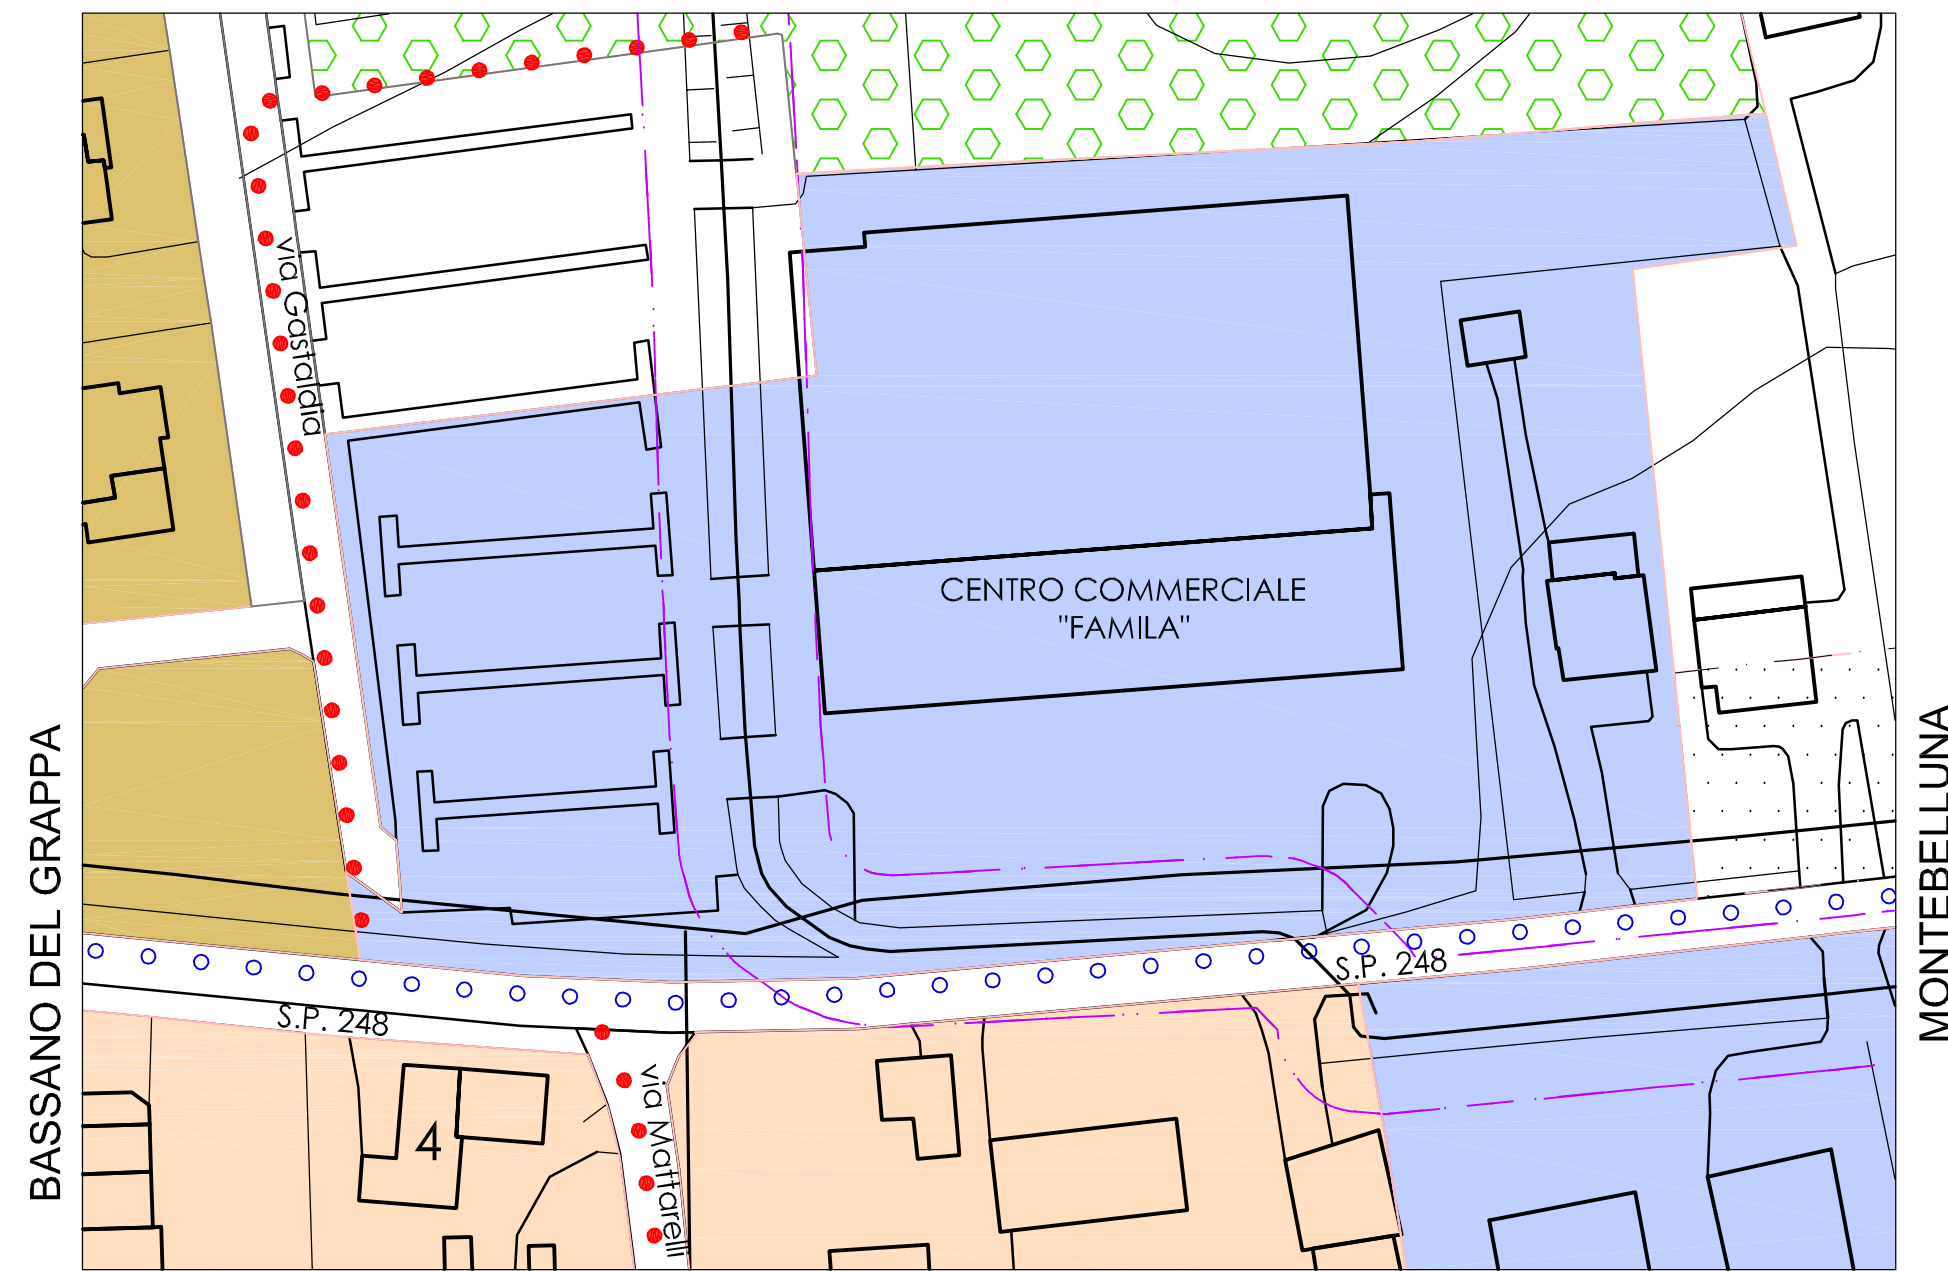 via Gastaldia
CENTRO COMMERCIALE
"FAMILA"
BASSANO DEL GRAPPA
MONTEBELLUNA
S.P. 248
S.P. 248
via Mattarelli
4